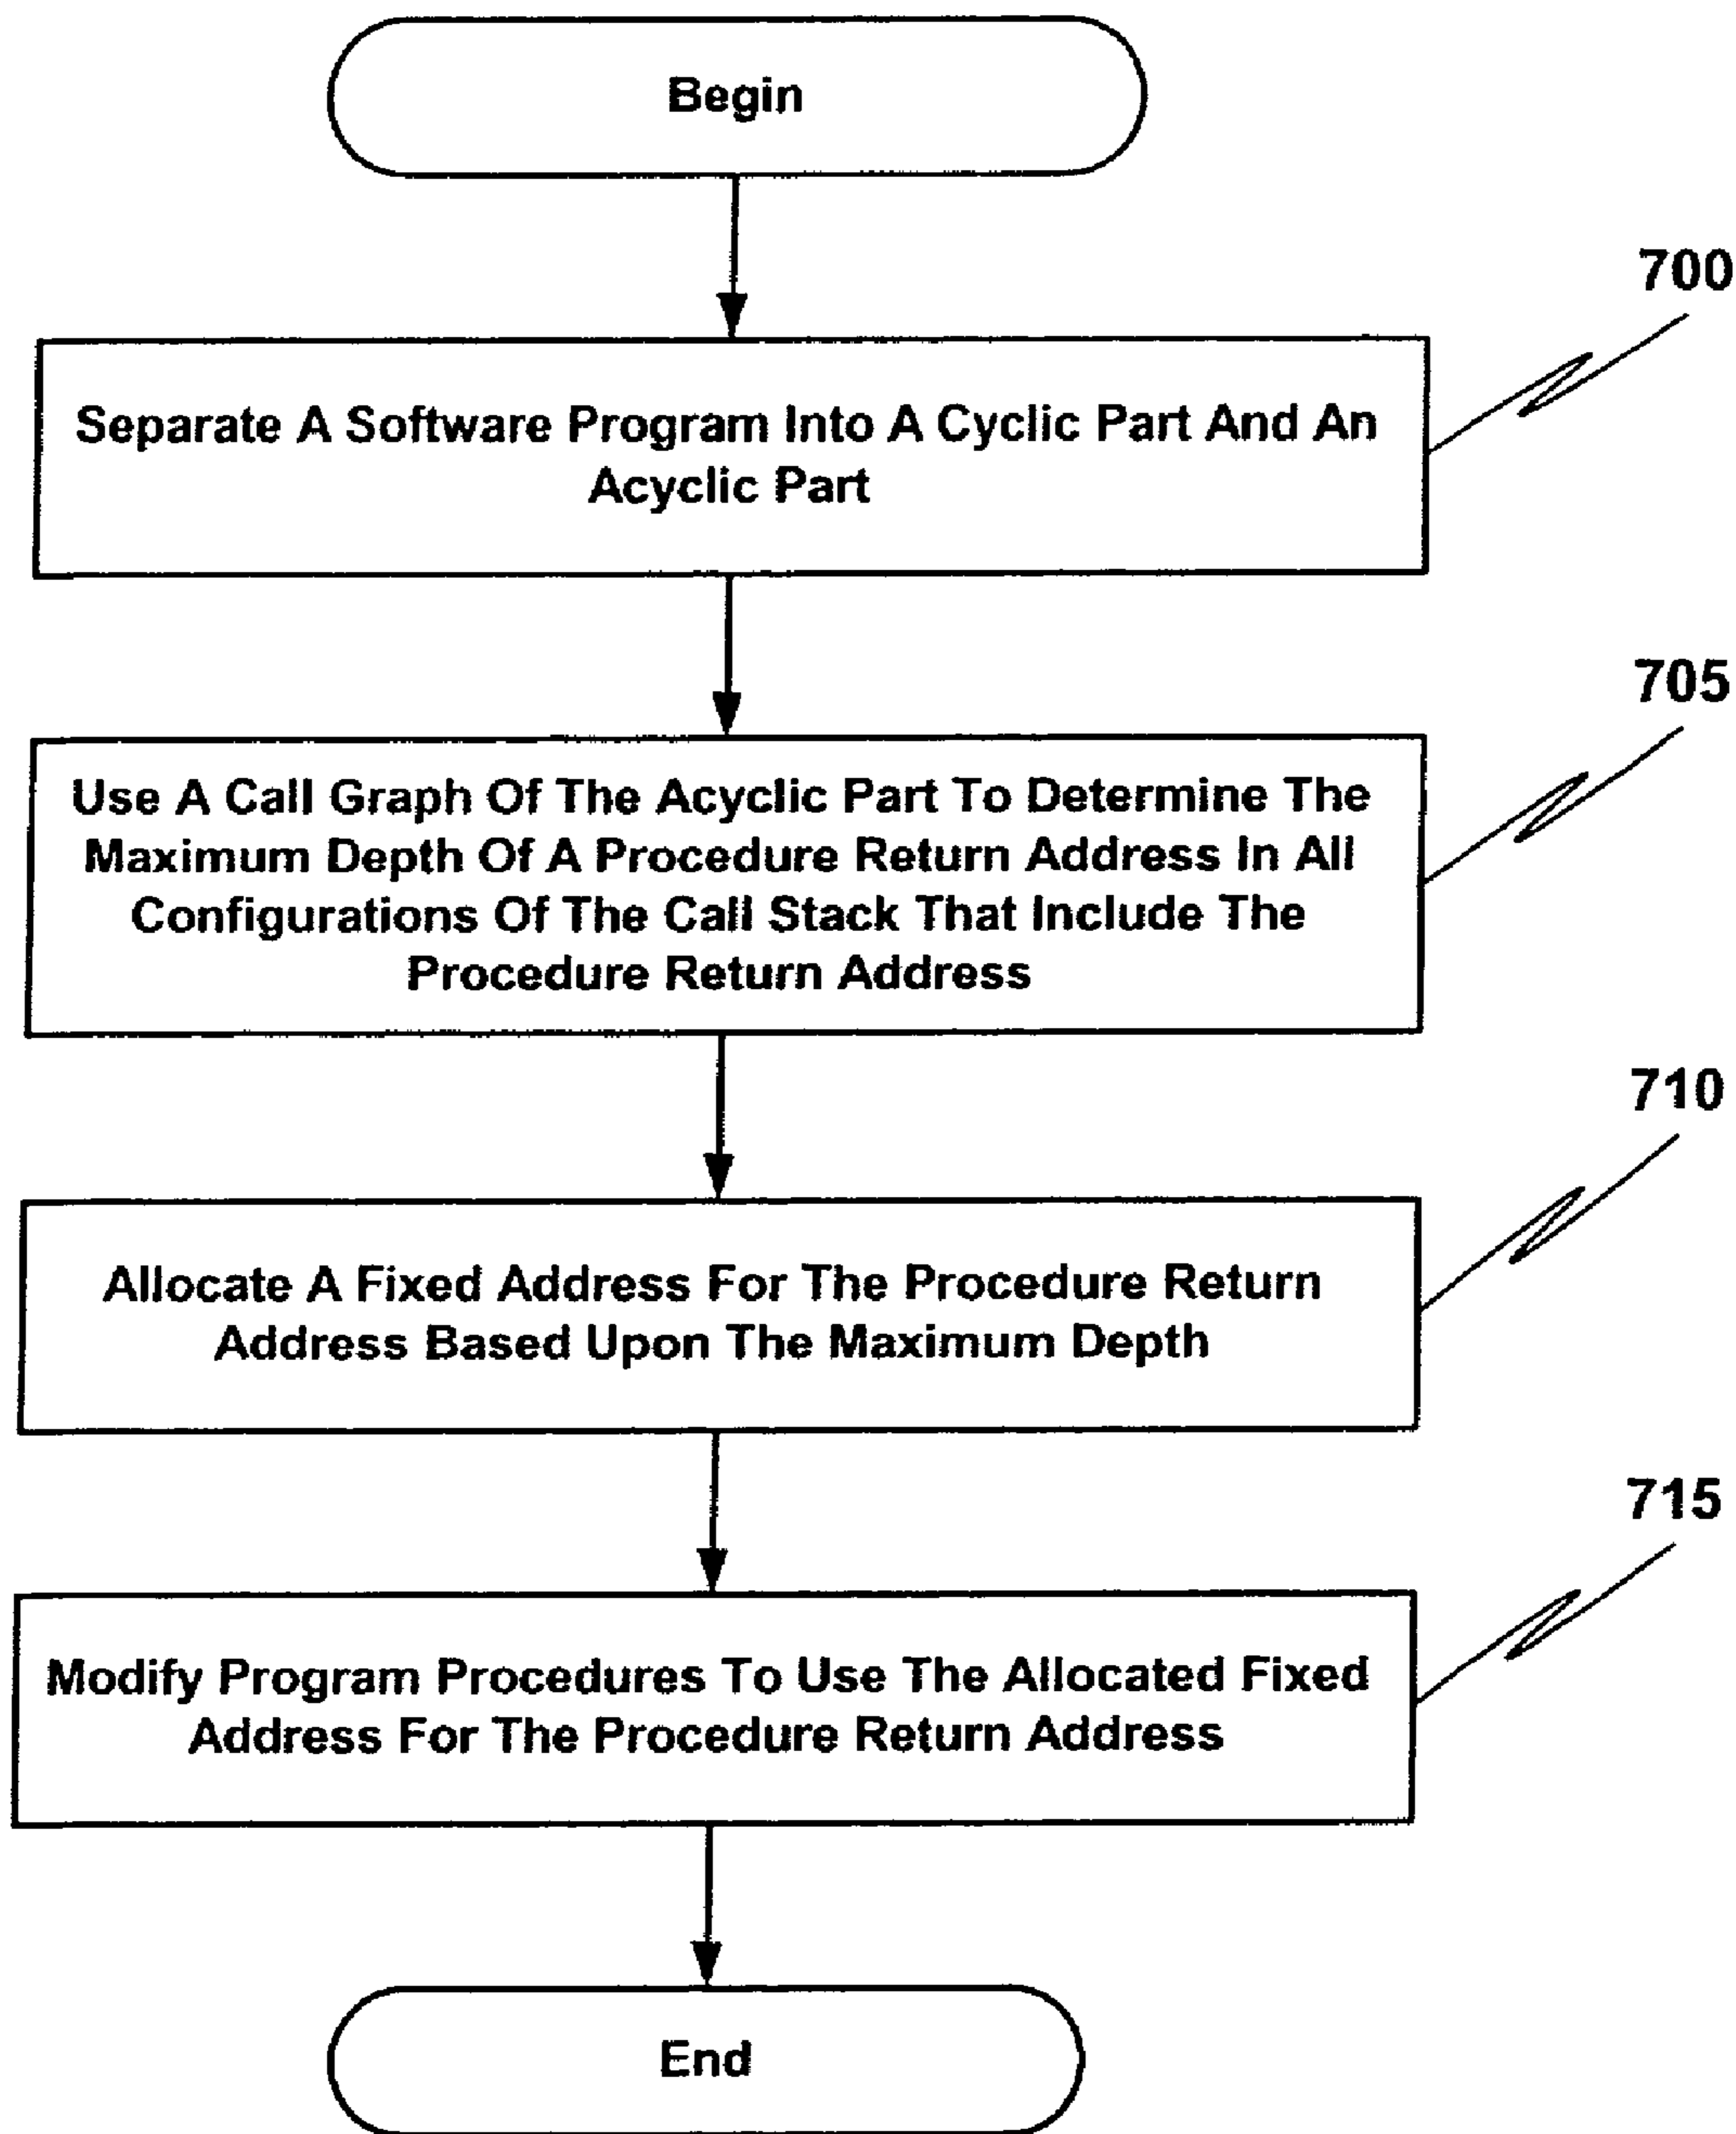 Begin
700
Separate A Software Program Into A Cyclic Part And An
Acyclic Part
705
Use A Call Graph Of The Acyclic Part To Determine The
Maximum Depth Of A Procedure Return Address In All
Configurations Of The Call Stack That Include The
Procedure Return Address
710
Allocate A Fixed Address For The Procedure Return
Address Based Upon The Maximum Depth
715
Modify Program Procedures To Use The Allocated Fixed
Address For The Procedure Return Address
End